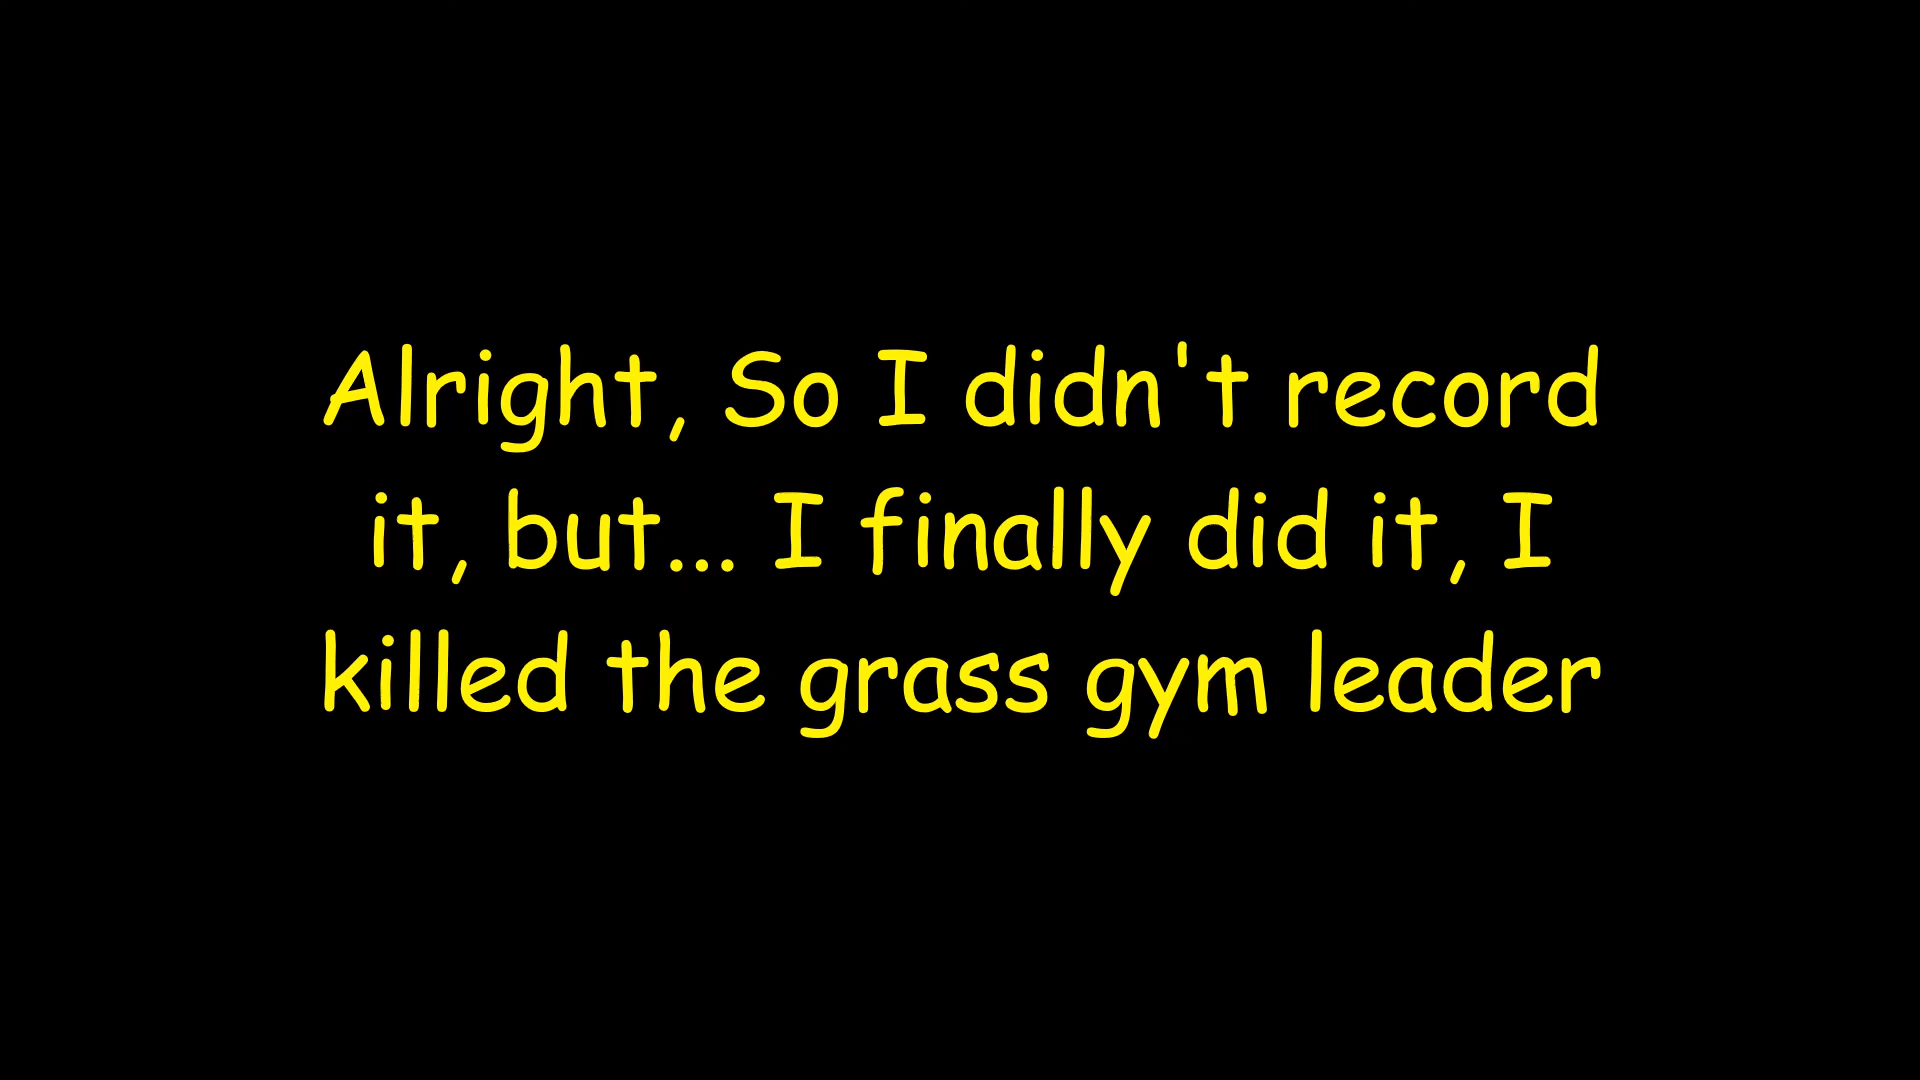 Alright, So I didn't record
it, but... I finally did it, I
killed the grass gym leader